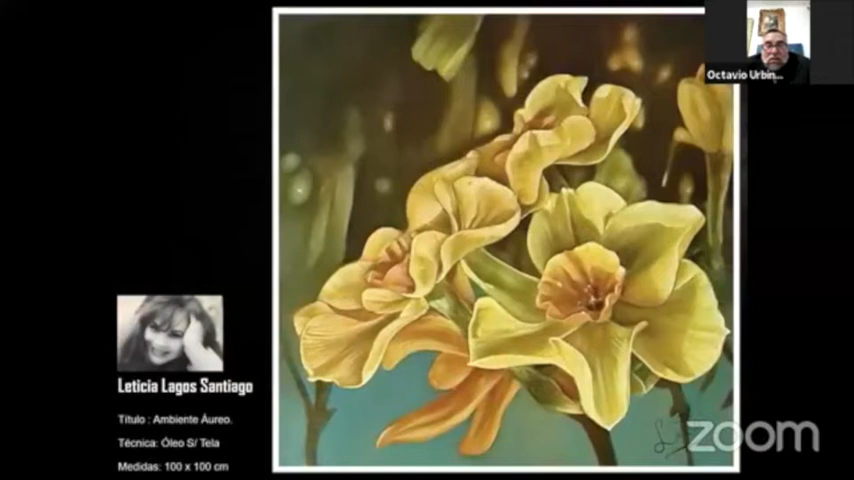 Octavio Urbin...
Leticia Lagos Santiago
Título : Ambiente Áureo.
Técnica: Óleo S/ Tela
Medidas: 100 x 100 cm
zoom